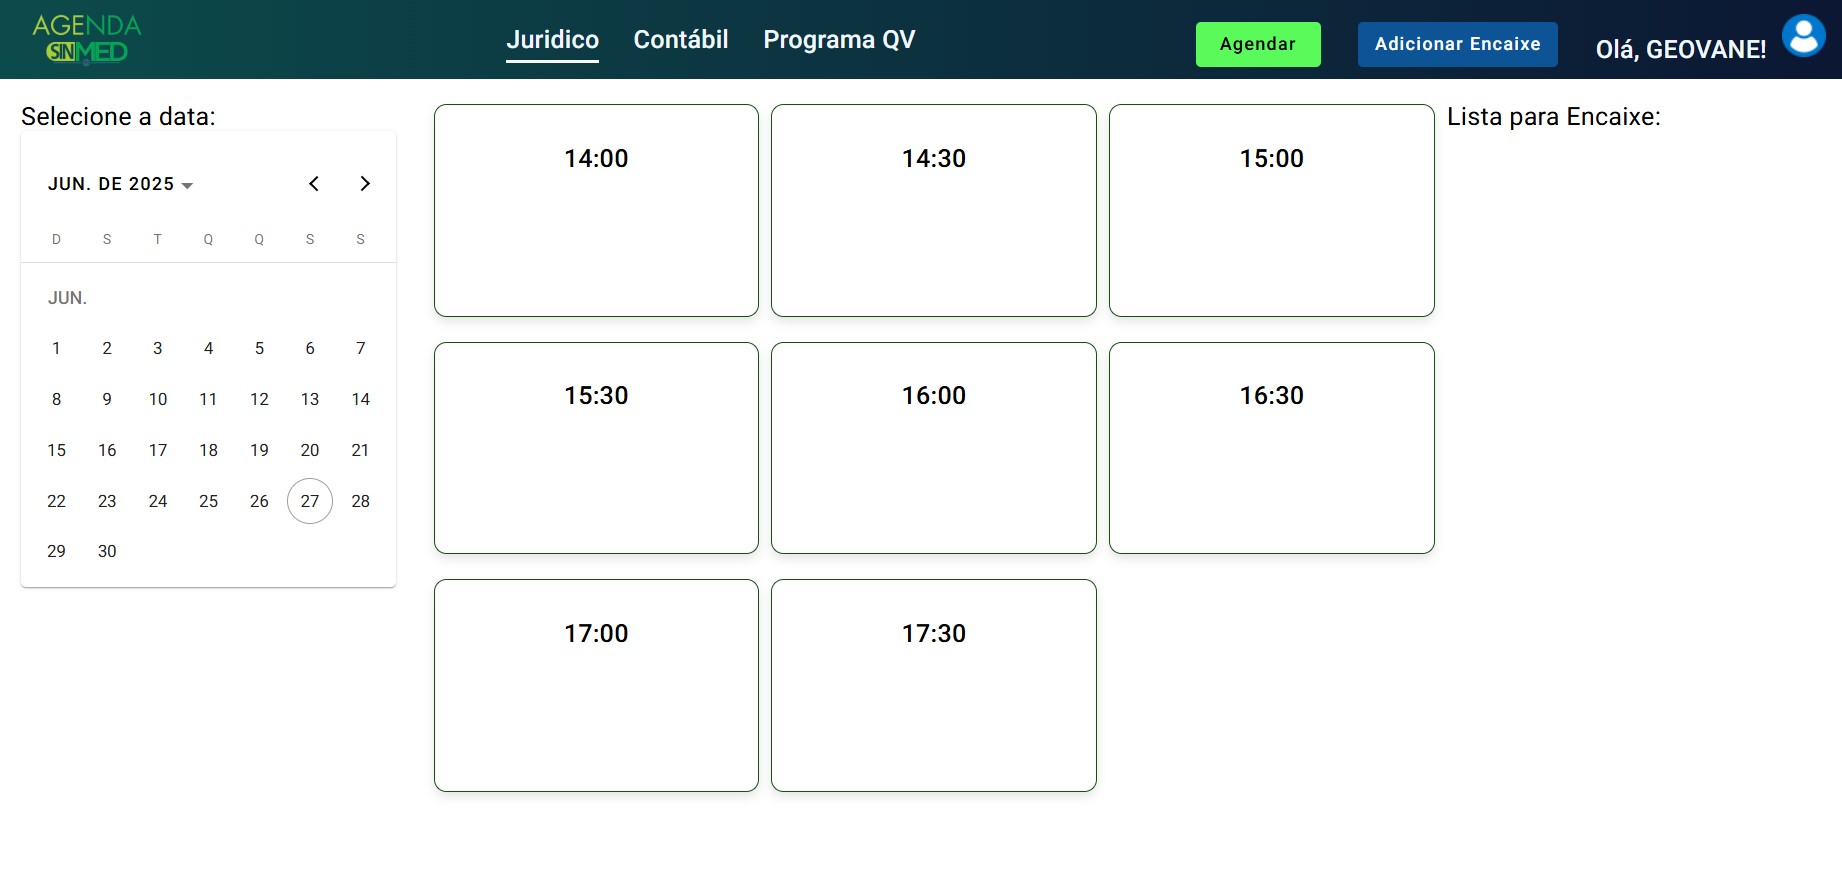 AGENDA
SINMED
Juridico Contábil Programa QV
Agendar Adicionar Encaixe Olá, GEOVANE!
Selecione a data:
JUN. DE 2025
D S T Q Q S S
JUN.
1 2 3 4 5 6 7
8 9 10 11 12 13 14
15 16 17 18 19 20 21
22 23 24 25 26 27 28
29 30
14:00 14:30 15:00
15:30 16:00 16:30
17:00 17:30
Lista para Encaixe: